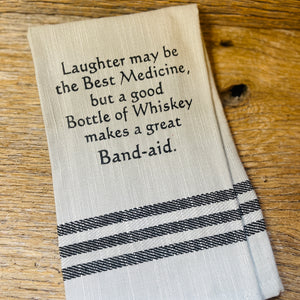 Laughter may be
the Best Medicine,
but a good
Bottle of Whiskey
makes a great
Band-aid.